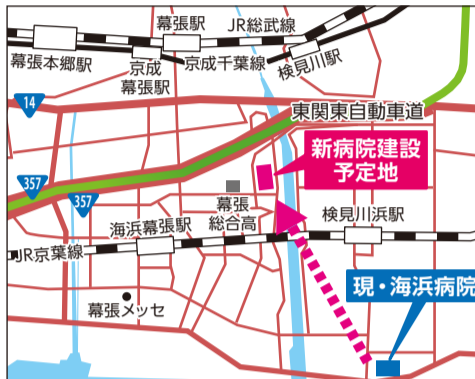 幕張駅
JR総武線
幕張本郷駅
京成
幕張駅
京成千葉線
検見川駅
14
東関東自動車道
新病院建設
予定地
357
357
幕張
総合高
海浜幕張駅
検見川浜駅
JR京葉線
現・海浜病院
幕張メッセ